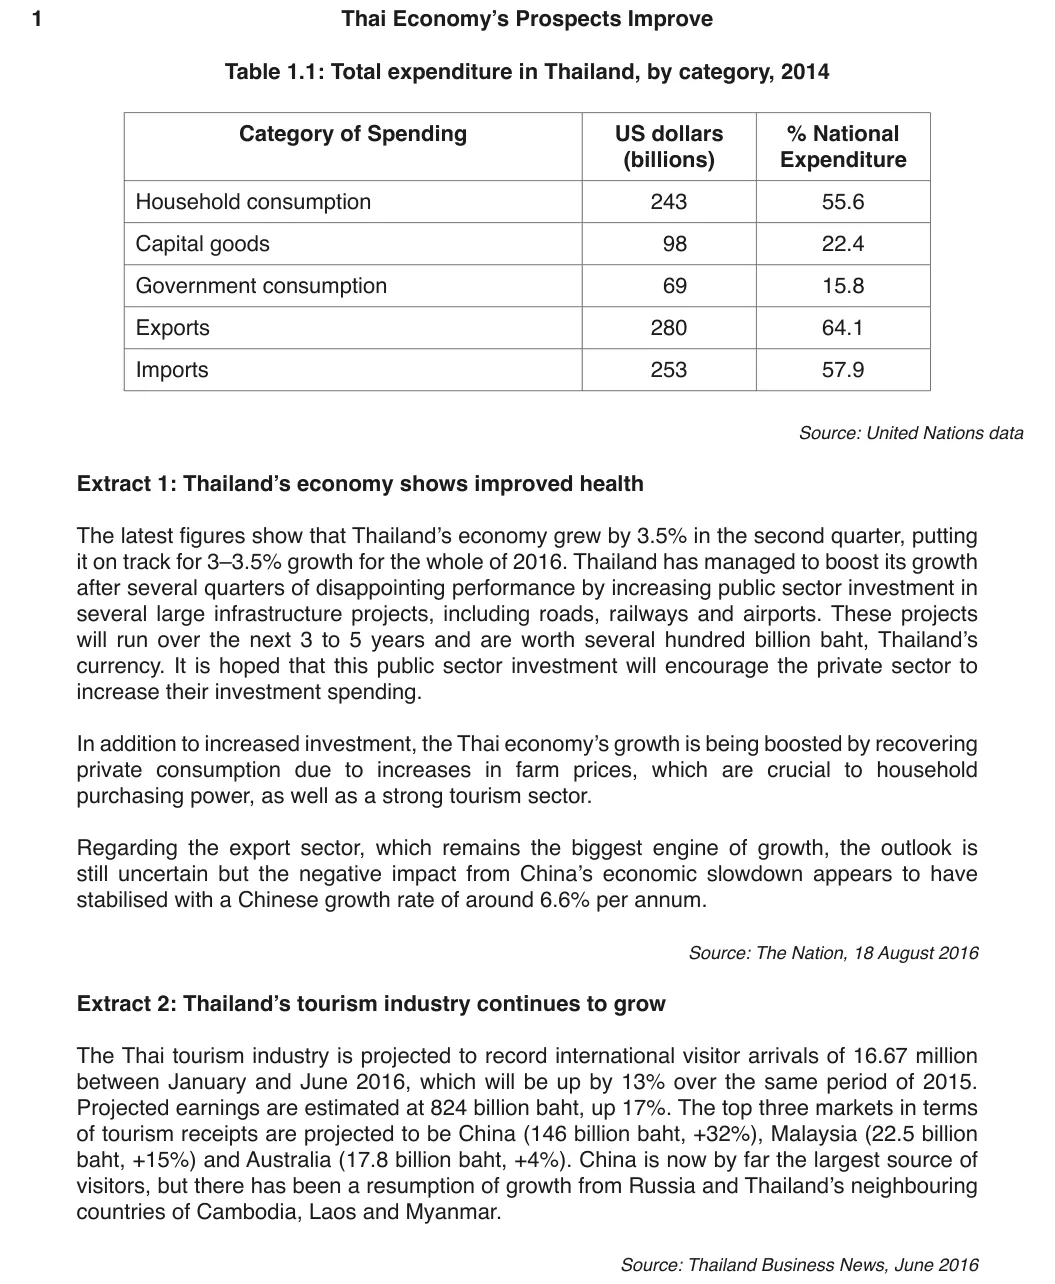 1 Thai Economy’s Prospects Improve
Table 1.1: Total expenditure in Thailand, by category, 2014
Category of Spending US dollars (billions) % National Expenditure
Household consumption 243 55.6
Capital goods 98 22.4
Government consumption 69 15.8
Exports 280 64.1
Imports 253 57.9
Source: United Nations data
Extract 1: Thailand’s economy shows improved health
The latest figures show that Thailand’s economy grew by 3.5% in the second quarter, putting
it on track for 3–3.5% growth for the whole of 2016. Thailand has managed to boost its growth
after several quarters of disappointing performance by increasing public sector investment in
several large infrastructure projects, including roads, railways and airports. These projects
will run over the next 3 to 5 years and are worth several hundred billion baht, Thailand’s
currency. It is hoped that this public sector investment will encourage the private sector to
increase their investment spending.
In addition to increased investment, the Thai economy’s growth is being boosted by recovering
private consumption due to increases in farm prices, which are crucial to household
purchasing power, as well as a strong tourism sector.
Regarding the export sector, which remains the biggest engine of growth, the outlook is
still uncertain but the negative impact from China’s economic slowdown appears to have
stabilised with a Chinese growth rate of around 6.6% per annum.
Source: The Nation, 18 August 2016
Extract 2: Thailand’s tourism industry continues to grow
The Thai tourism industry is projected to record international visitor arrivals of 16.67 million
between January and June 2016, which will be up by 13% over the same period of 2015.
Projected earnings are estimated at 824 billion baht, up 17%. The top three markets in terms
of tourism receipts are projected to be China (146 billion baht, +32%), Malaysia (22.5 billion
baht, +15%) and Australia (17.8 billion baht, +4%). China is now by far the largest source of
visitors, but there has been a resumption of growth from Russia and Thailand’s neighbouring
countries of Cambodia, Laos and Myanmar.
Source: Thailand Business News, June 2016